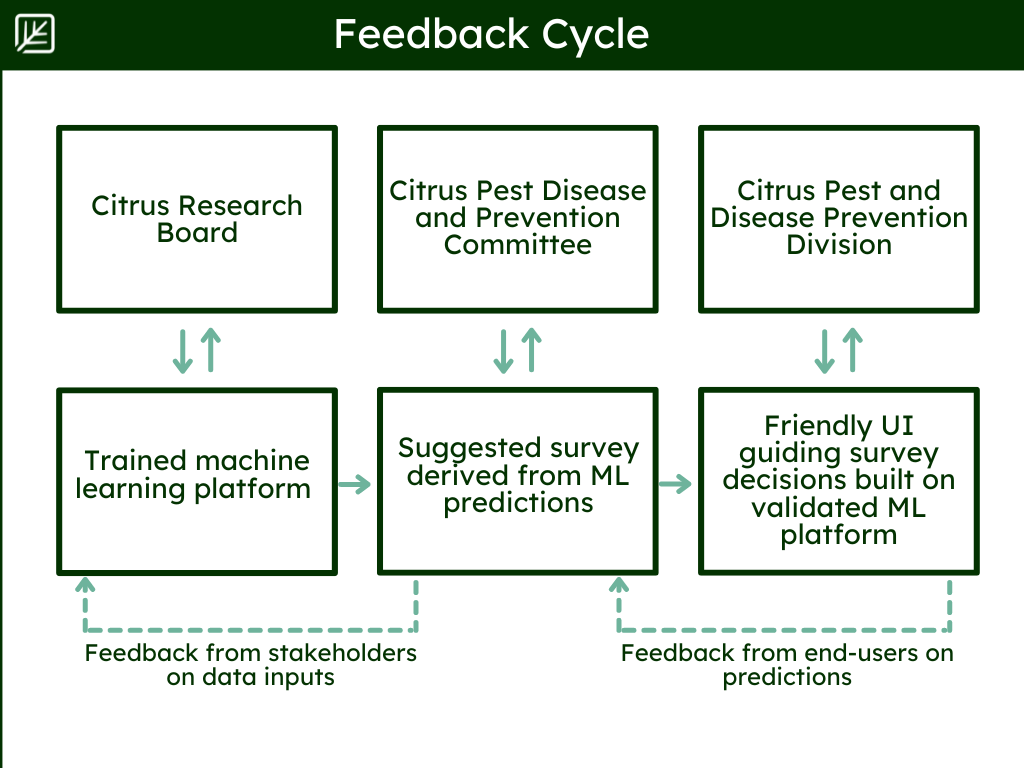 Feedback Cycle
Citrus Research
Board
Citrus Pest Disease
and Prevention
Committee
Citrus Pest and
Disease Prevention
Division
Trained machine
learning platform
Suggested survey
derived from ML
predictions
Friendly UI
guiding survey
decisions built on
validated ML
platform
Feedback from stakeholders
on data inputs
Feedback from end-users on
predictions